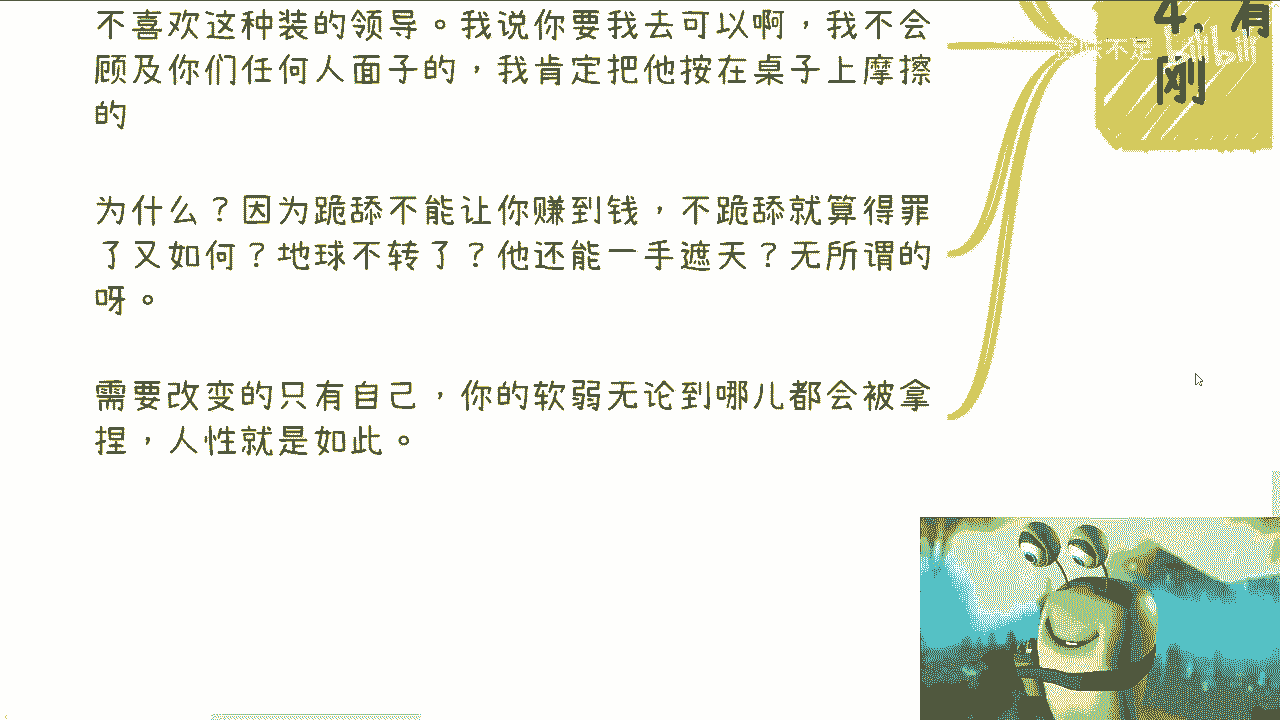 不喜欢这种装的领导。我说你要我去可以啊，我不会
顾及你们任何人面子的，我肯定把他按在桌子上摩擦
的
为什么？因为跪舔不能让你赚到钱，不跪舔就算得罪
了又如何？地球不转了？他还能一手遮天？无所谓的
呀。
需要改变的只有自己，你的软弱无论到哪儿都会被拿
捏，人性就是如此。
4. 有
刚
bilibili